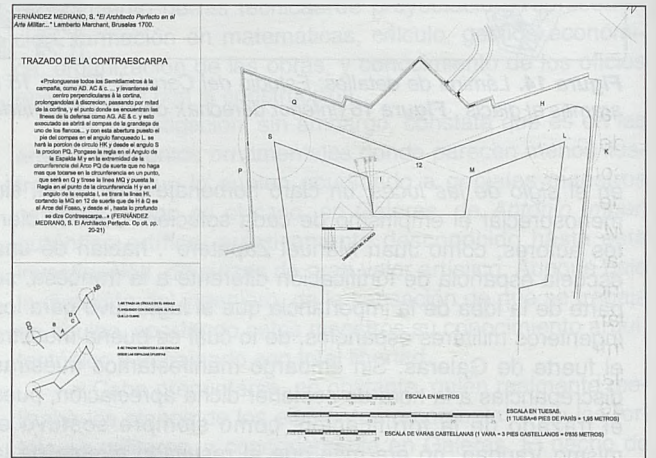 FERNÁNDEZ MEDRANO, S. "El Architecto Perfecto en el
Arte Militar..." Lamberto Marchant, Bruselas 1700.
TRAZADO DE LA CONTRAESCARPA
«Prolonguense todos los Semidiametros à la
campaña, como AD. AC & c. ... y levantense del
centro perpendiculares à la cortina,
prolongandolas à discrecion, passando por mitad
de la cortina, y el punto donde se encuentran las
lineas de la defensa como AG, AE & c. y esto
executado se abrirà el compas de la grandeça de
uno de los flancos... y con esta abertura puesto el
pie del compas en el angulo flanqueado L. se
harà la porcion de circulo HK y desde el angulo S
la procion PQ. Pongase la regla en el Angulo de
la Espalda M y en la extremidad de la
circunferencia del Arco PQ de suerte que no haga
mas que toxarse en la circunferencia en un punto,
que serà en Q y tirese la linea MQ y puesta la
Regla en el punto de la circunferencia H y en el
angulo de la espalda I, se tirara la linea HI,
cortando la MQ en 12 de suerte que de H à Q es
el Arce del Fosso, y desde el , hasta lo profundo
se dize Contreescarpe...» (FERNÁNDEZ
MEDRANO, S. El Architecto Perfecto. Op cit. pp.
20-21)
Q
H
S
L
K
P
12
M
I
ESCALA EN METROS
ESCALA EN TUESAS.
(1 TUESA=6 PIES DE PARÍS = 1,95 METROS)
ESCALA DE VARAS CASTELLANAS (1 VARA = 3 PIES CASTELLANOS = 0'835 METROS)